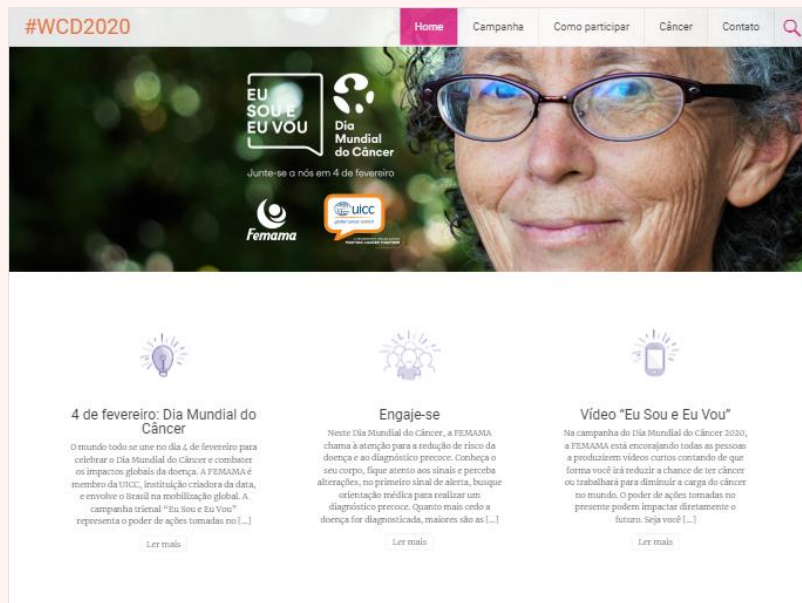 #WCD2020
Home
Campanha
Como participar
Câncer
Contato
EU
SOU E
EU VOU
Dia
Mundial
do Câncer
Junte-se a nós em 4 de fevereiro
Femama
uicc
global cancer control
4 de fevereiro: Dia Mundial do
Câncer
O mundo todo se une no dia 4 de fevereiro para
celebrar o Dia Mundial do Câncer e combater
os impactos globais da doença. A FEMAMA é
membro da UICC, instituição criadora da data,
e envolve o Brasil na mobilização global. A
campanha trienal “Eu Sou e Eu Vou”
representa o poder de ações tomadas no [...]
Ler mais
Engaje-se
Neste Dia Mundial do Câncer, a FEMAMA
chama à atenção para a redução de risco da
doença e ao diagnóstico precoce. Conheça o
seu corpo, fique atento aos sinais e perceba
alterações, no primeiro sinal de alerta, busque
orientação médica para realizar um
diagnóstico precoce. Quanto mais cedo a
doença for diagnosticada, maiores são as [...]
Ler mais
Vídeo “Eu Sou e Eu Vou”
Na campanha do Dia Mundial do Câncer 2020,
a FEMAMA está encorajando todas as pessoas
a produzirem vídeos curtos contando de que
forma você irá reduzir a chance de ter câncer
ou trabalhará para diminuir a carga do câncer
no mundo. O poder de ações tomadas no
presente podem impactar diretamente o
futuro. Seja você [...]
Ler mais